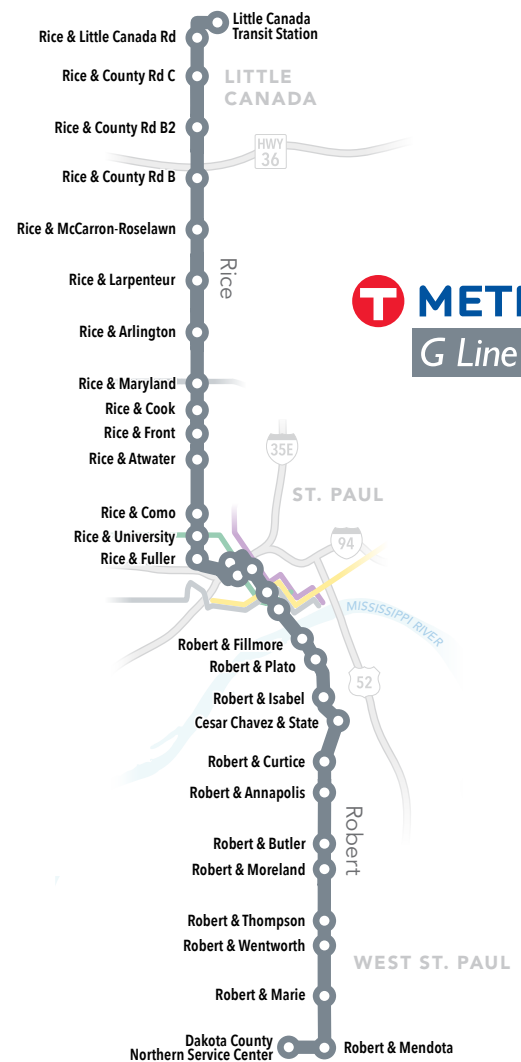 Little Canada
Transit Station
Rice & Little Canada Rd
Rice & County Rd C
LITTLE
CANADA
Rice & County Rd B2
HWY
36
Rice & County Rd B
Rice & McCarron-Roselawn
Rice
Rice & Larpenteur
T METR
G Line
Rice & Arlington
Rice & Maryland
Rice & Cook
Rice & Front
35E
Rice & Atwater
ST. PAUL
Rice & Como
Rice & University
94
Rice & Fuller
MISSISSIPPI RIVER
Robert & Fillmore
Robert & Plato
52
Robert & Isabel
Cesar Chavez & State
Robert & Curtice
Robert & Annapolis
Robert
Robert & Butler
Robert & Moreland
Robert & Thompson
Robert & Wentworth
WEST ST. PAUL
Robert & Marie
Dakota County
Northern Service Center
Robert & Mendota